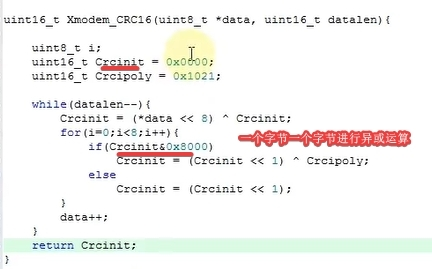 uint16_t Xmodem_CRC16(uint8_t *data, uint16_t datalen){
uint8_t i;
uint16_t Crcinit = 0x0000;
uint16_t Crcipoly = 0x1021;
while(datalen--){
Crcinit = (*data << 8) ^ Crcinit;
for(i=0;i<8;i++){
一个字节一个字节进行异或运算
if(Crcinit&0x8000)
Crcinit = (Crcinit << 1) ^ Crcipoly;
else
Crcinit = (Crcinit << 1);
}
data++;
}
return Crcinit;
}